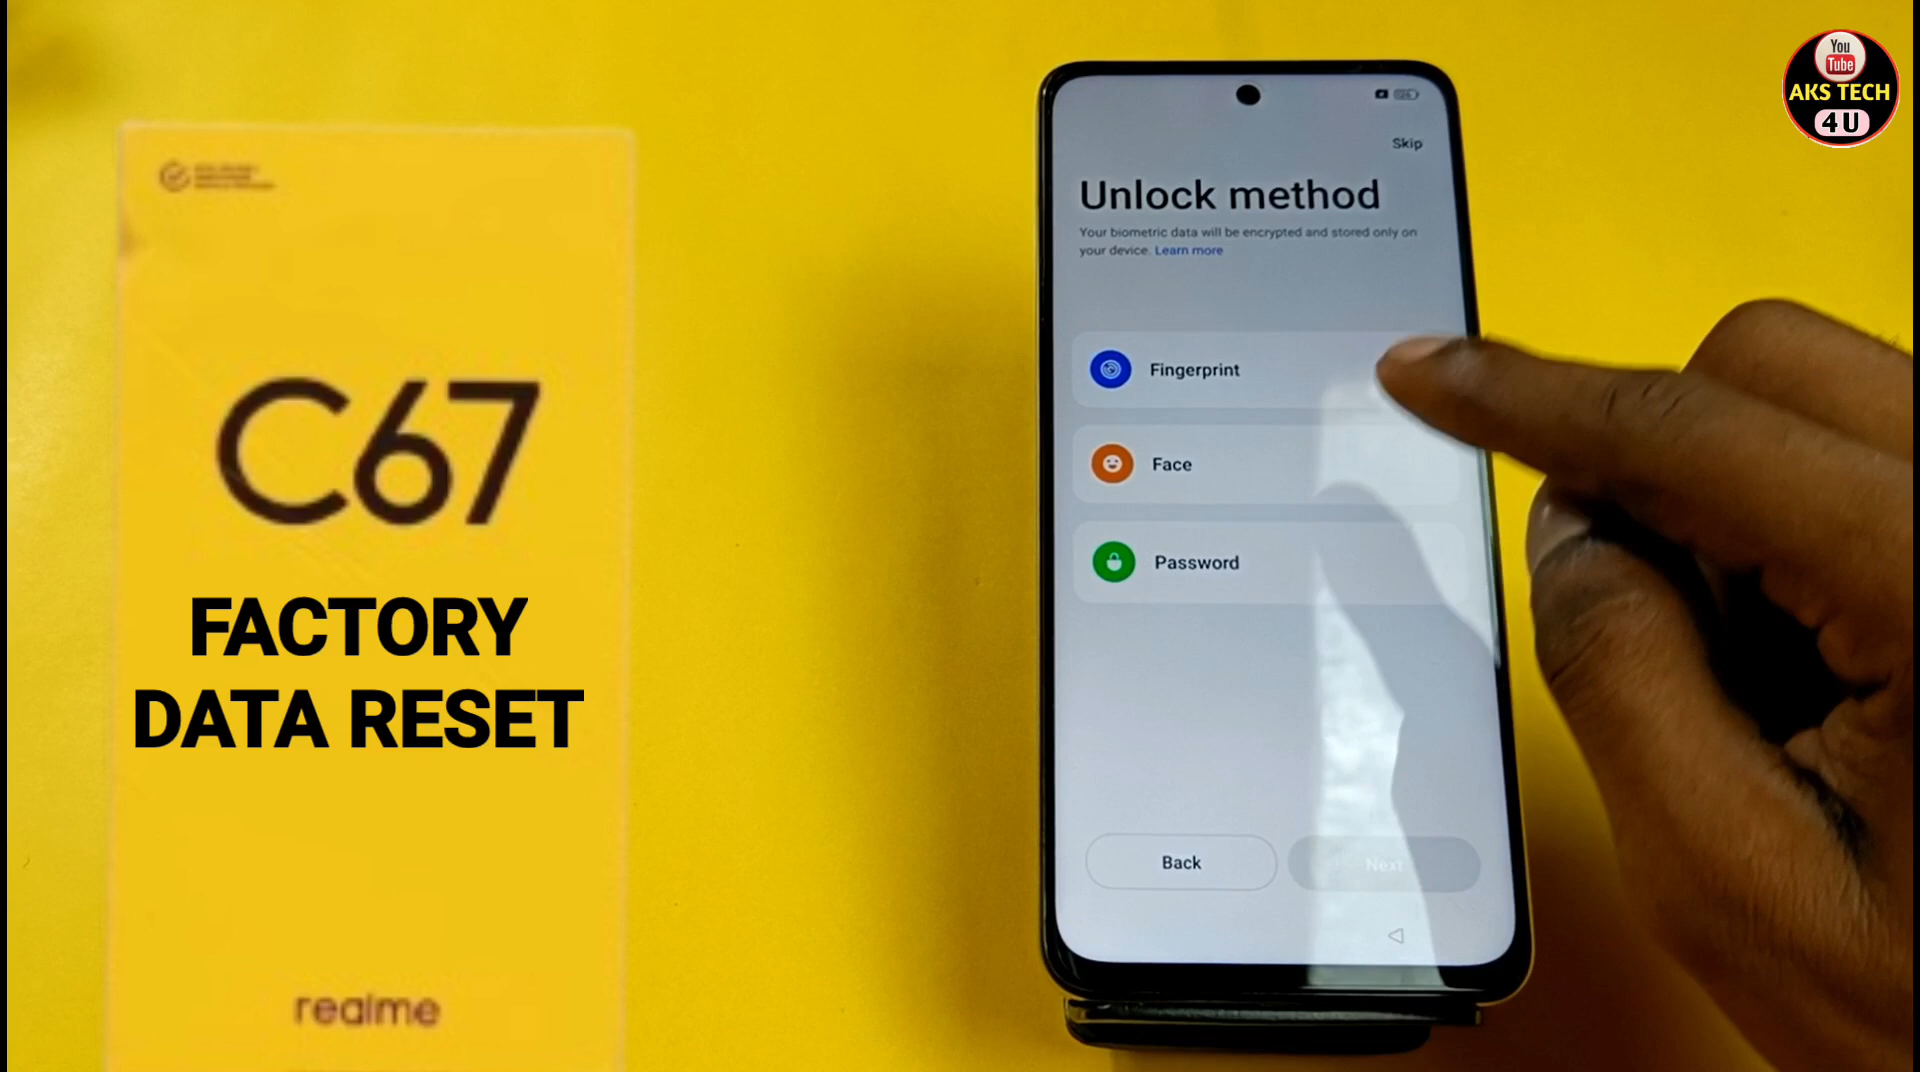 C67
FACTORY
DATA RESET
realme
Skip
Unlock method
Your biometric data will be encrypted and stored only on
your device. Learn more
Fingerprint
Face
Password
Back
Next
You
Tube
AKS TECH
4U